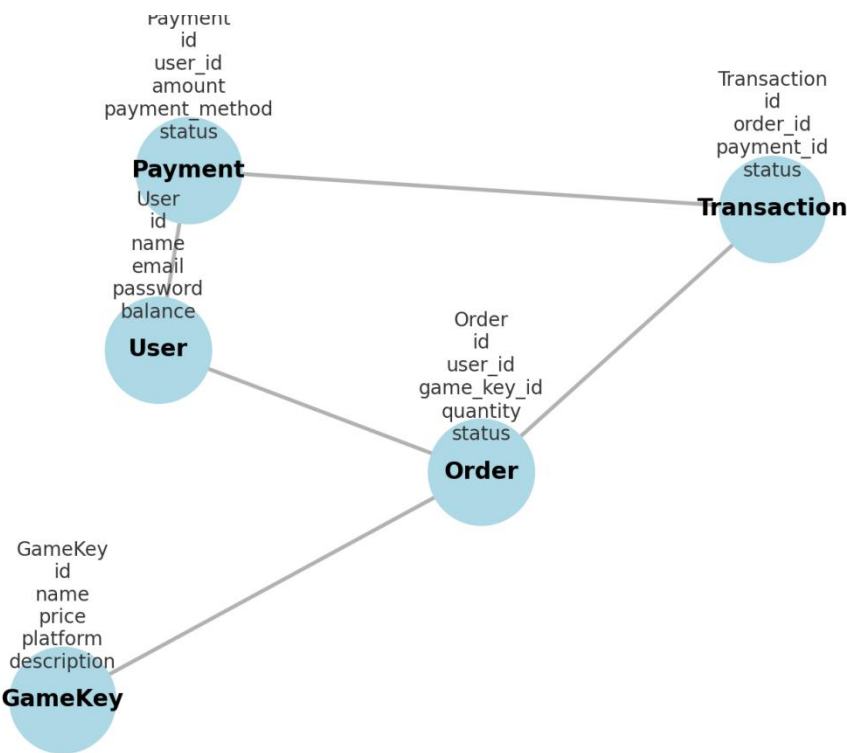 Payment
id
user_id
amount
payment_method
status
Payment
User
id
name
email
password
balance
User
Transaction
id
order_id
payment_id
status
Transaction
Order
id
user_id
game_key_id
quantity
status
Order
GameKey
id
name
price
platform
description
GameKey